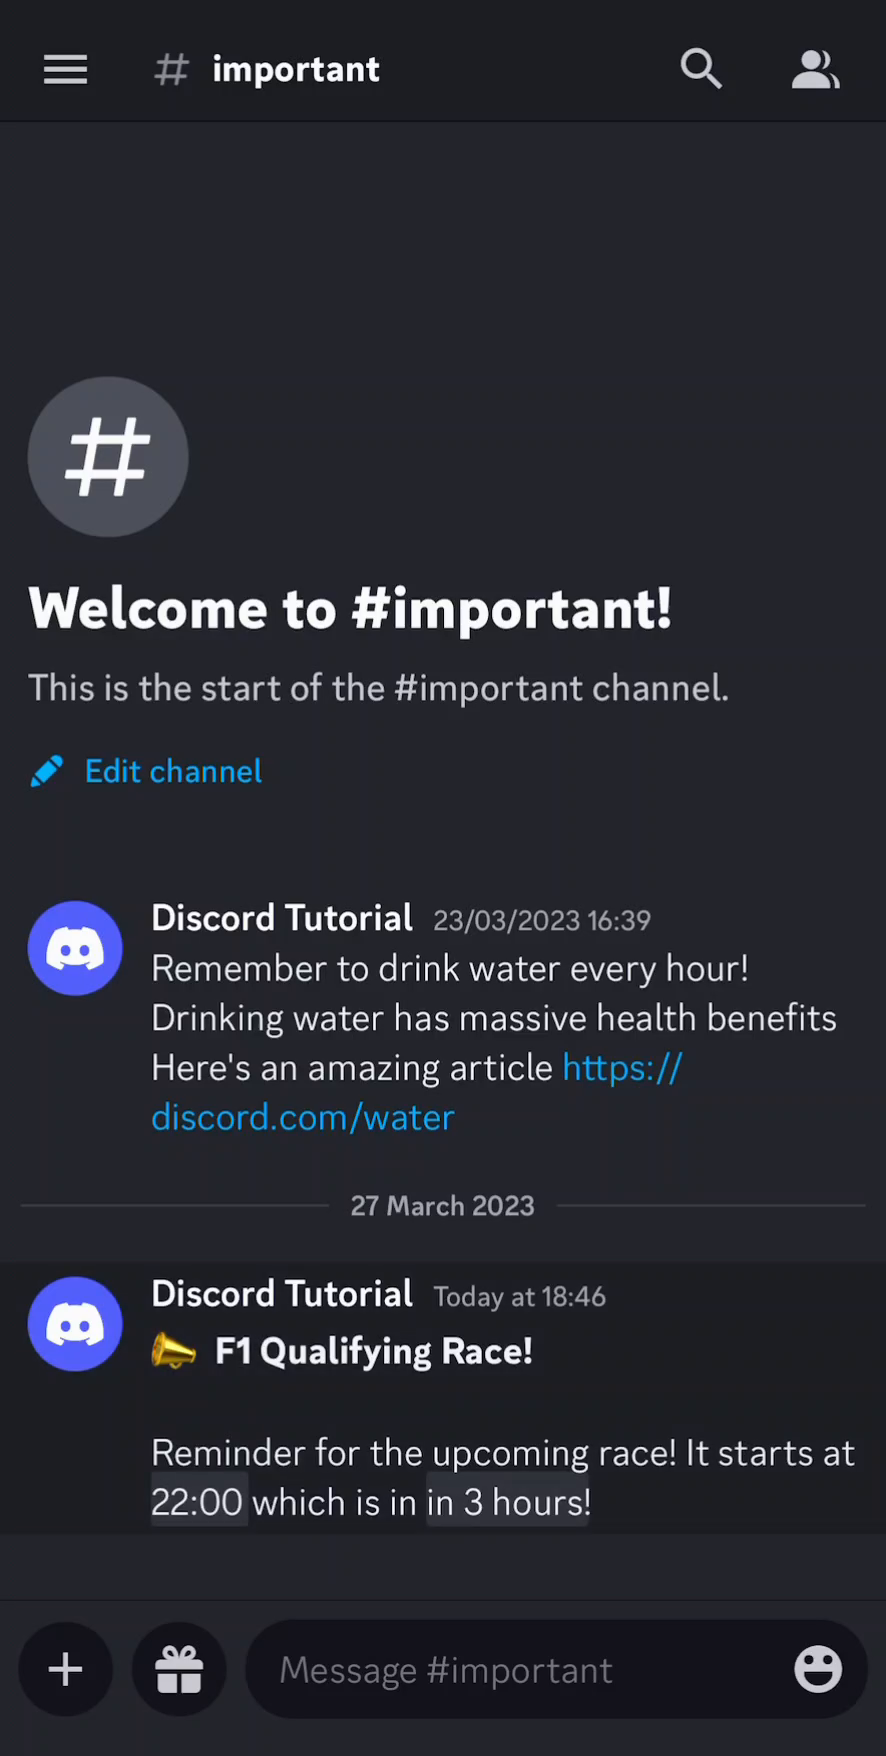 # important
#
Welcome to #important!
This is the start of the #important channel.
Edit channel
Discord Tutorial 23/03/2023 16:39
Remember to drink water every hour!
Drinking water has massive health benefits
Here's an amazing article https://
discord.com/water
27 March 2023
Discord Tutorial Today at 18:46
F1 Qualifying Race!
Reminder for the upcoming race! It starts at
22:00 which is in in 3 hours!
Message #important